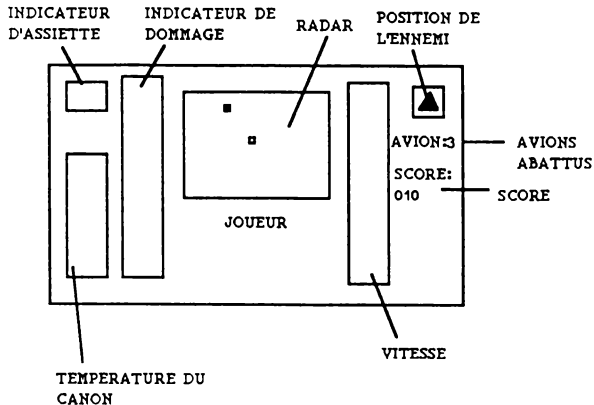 INDICATEUR
D'ASSIETTE
INDICATEUR DE
DOMMAGE
RADAR
POSITION DE
L'ENNEMI
AVION:3
AVIONS
ABATTUS
SCORE:
010
SCORE
JOUEUR
VITESSE
TEMPERATURE DU
CANON